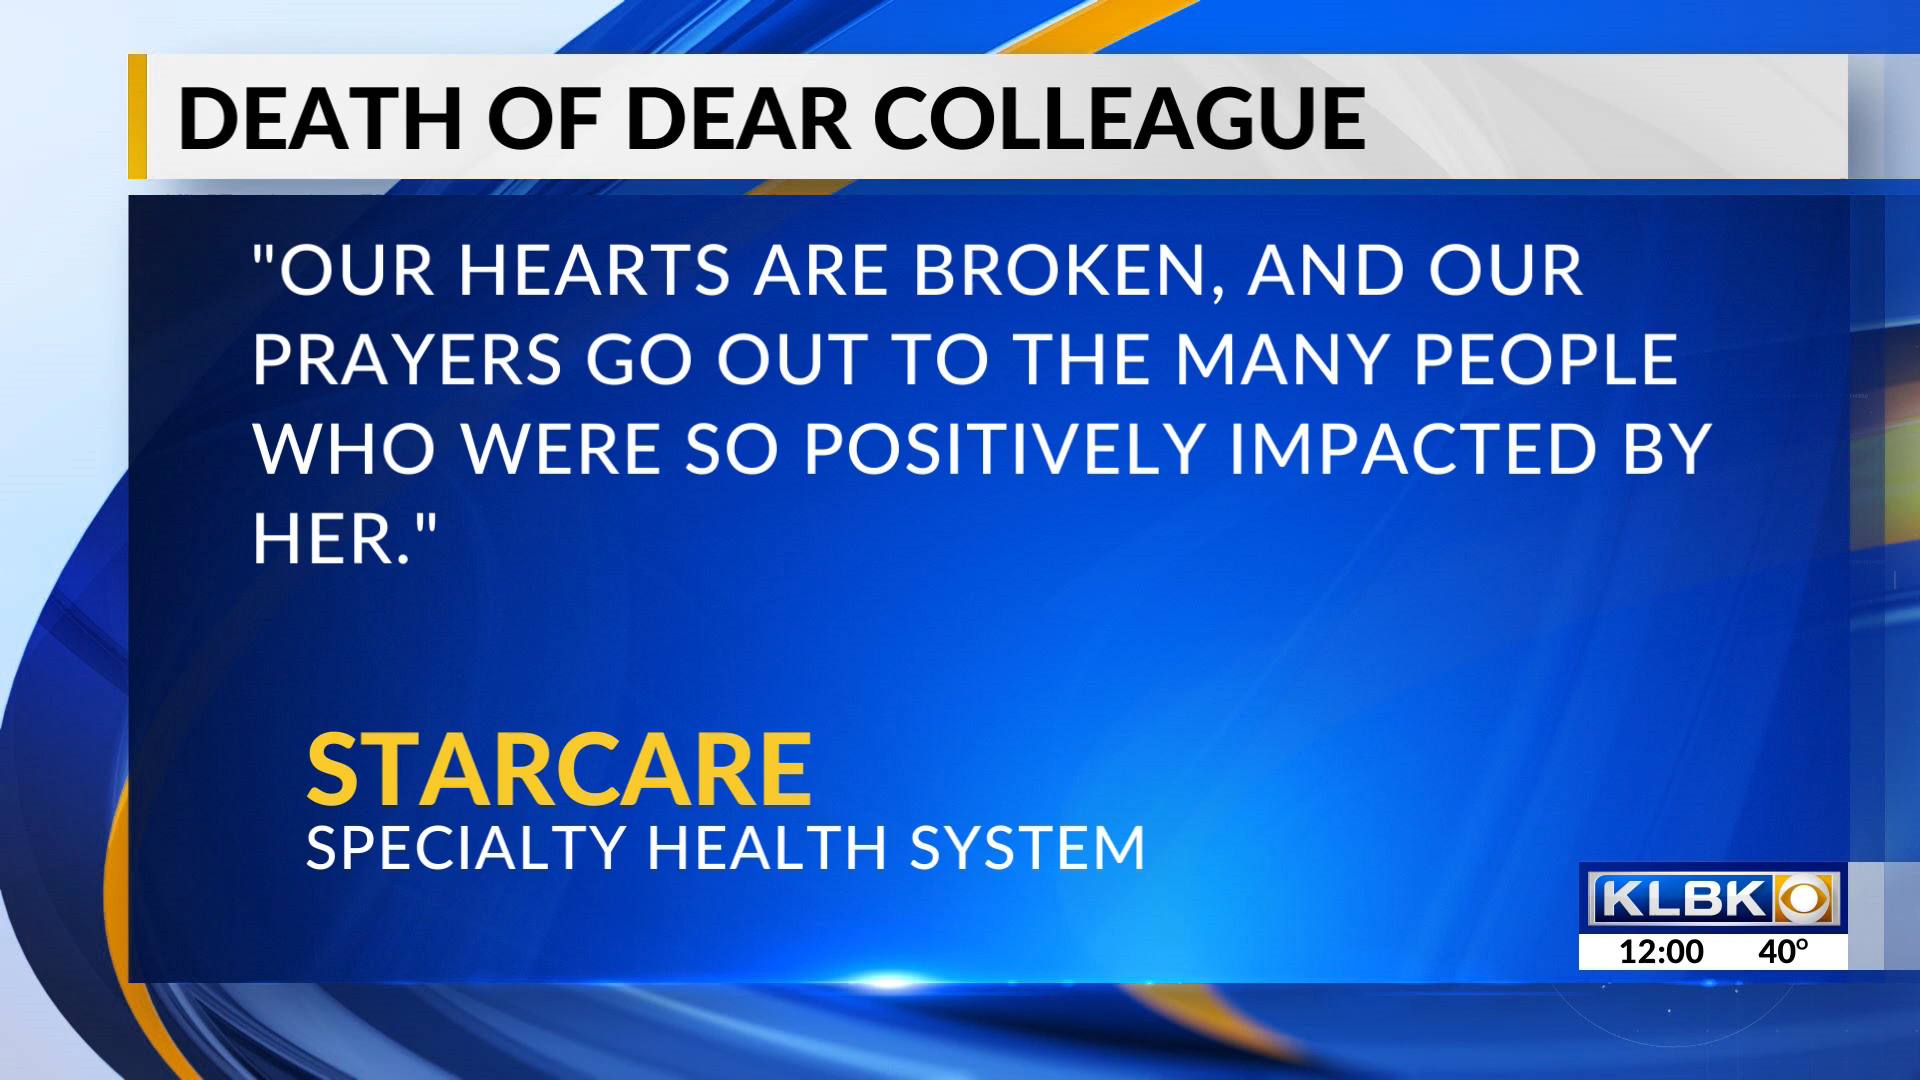 DEATH OF DEAR COLLEAGUE
"OUR HEARTS ARE BROKEN, AND OUR
PRAYERS GO OUT TO THE MANY PEOPLE
WHO WERE SO POSITIVELY IMPACTED BY
HER."
STARCARE
SPECIALTY HEALTH SYSTEM
KLBK
12:00 40º